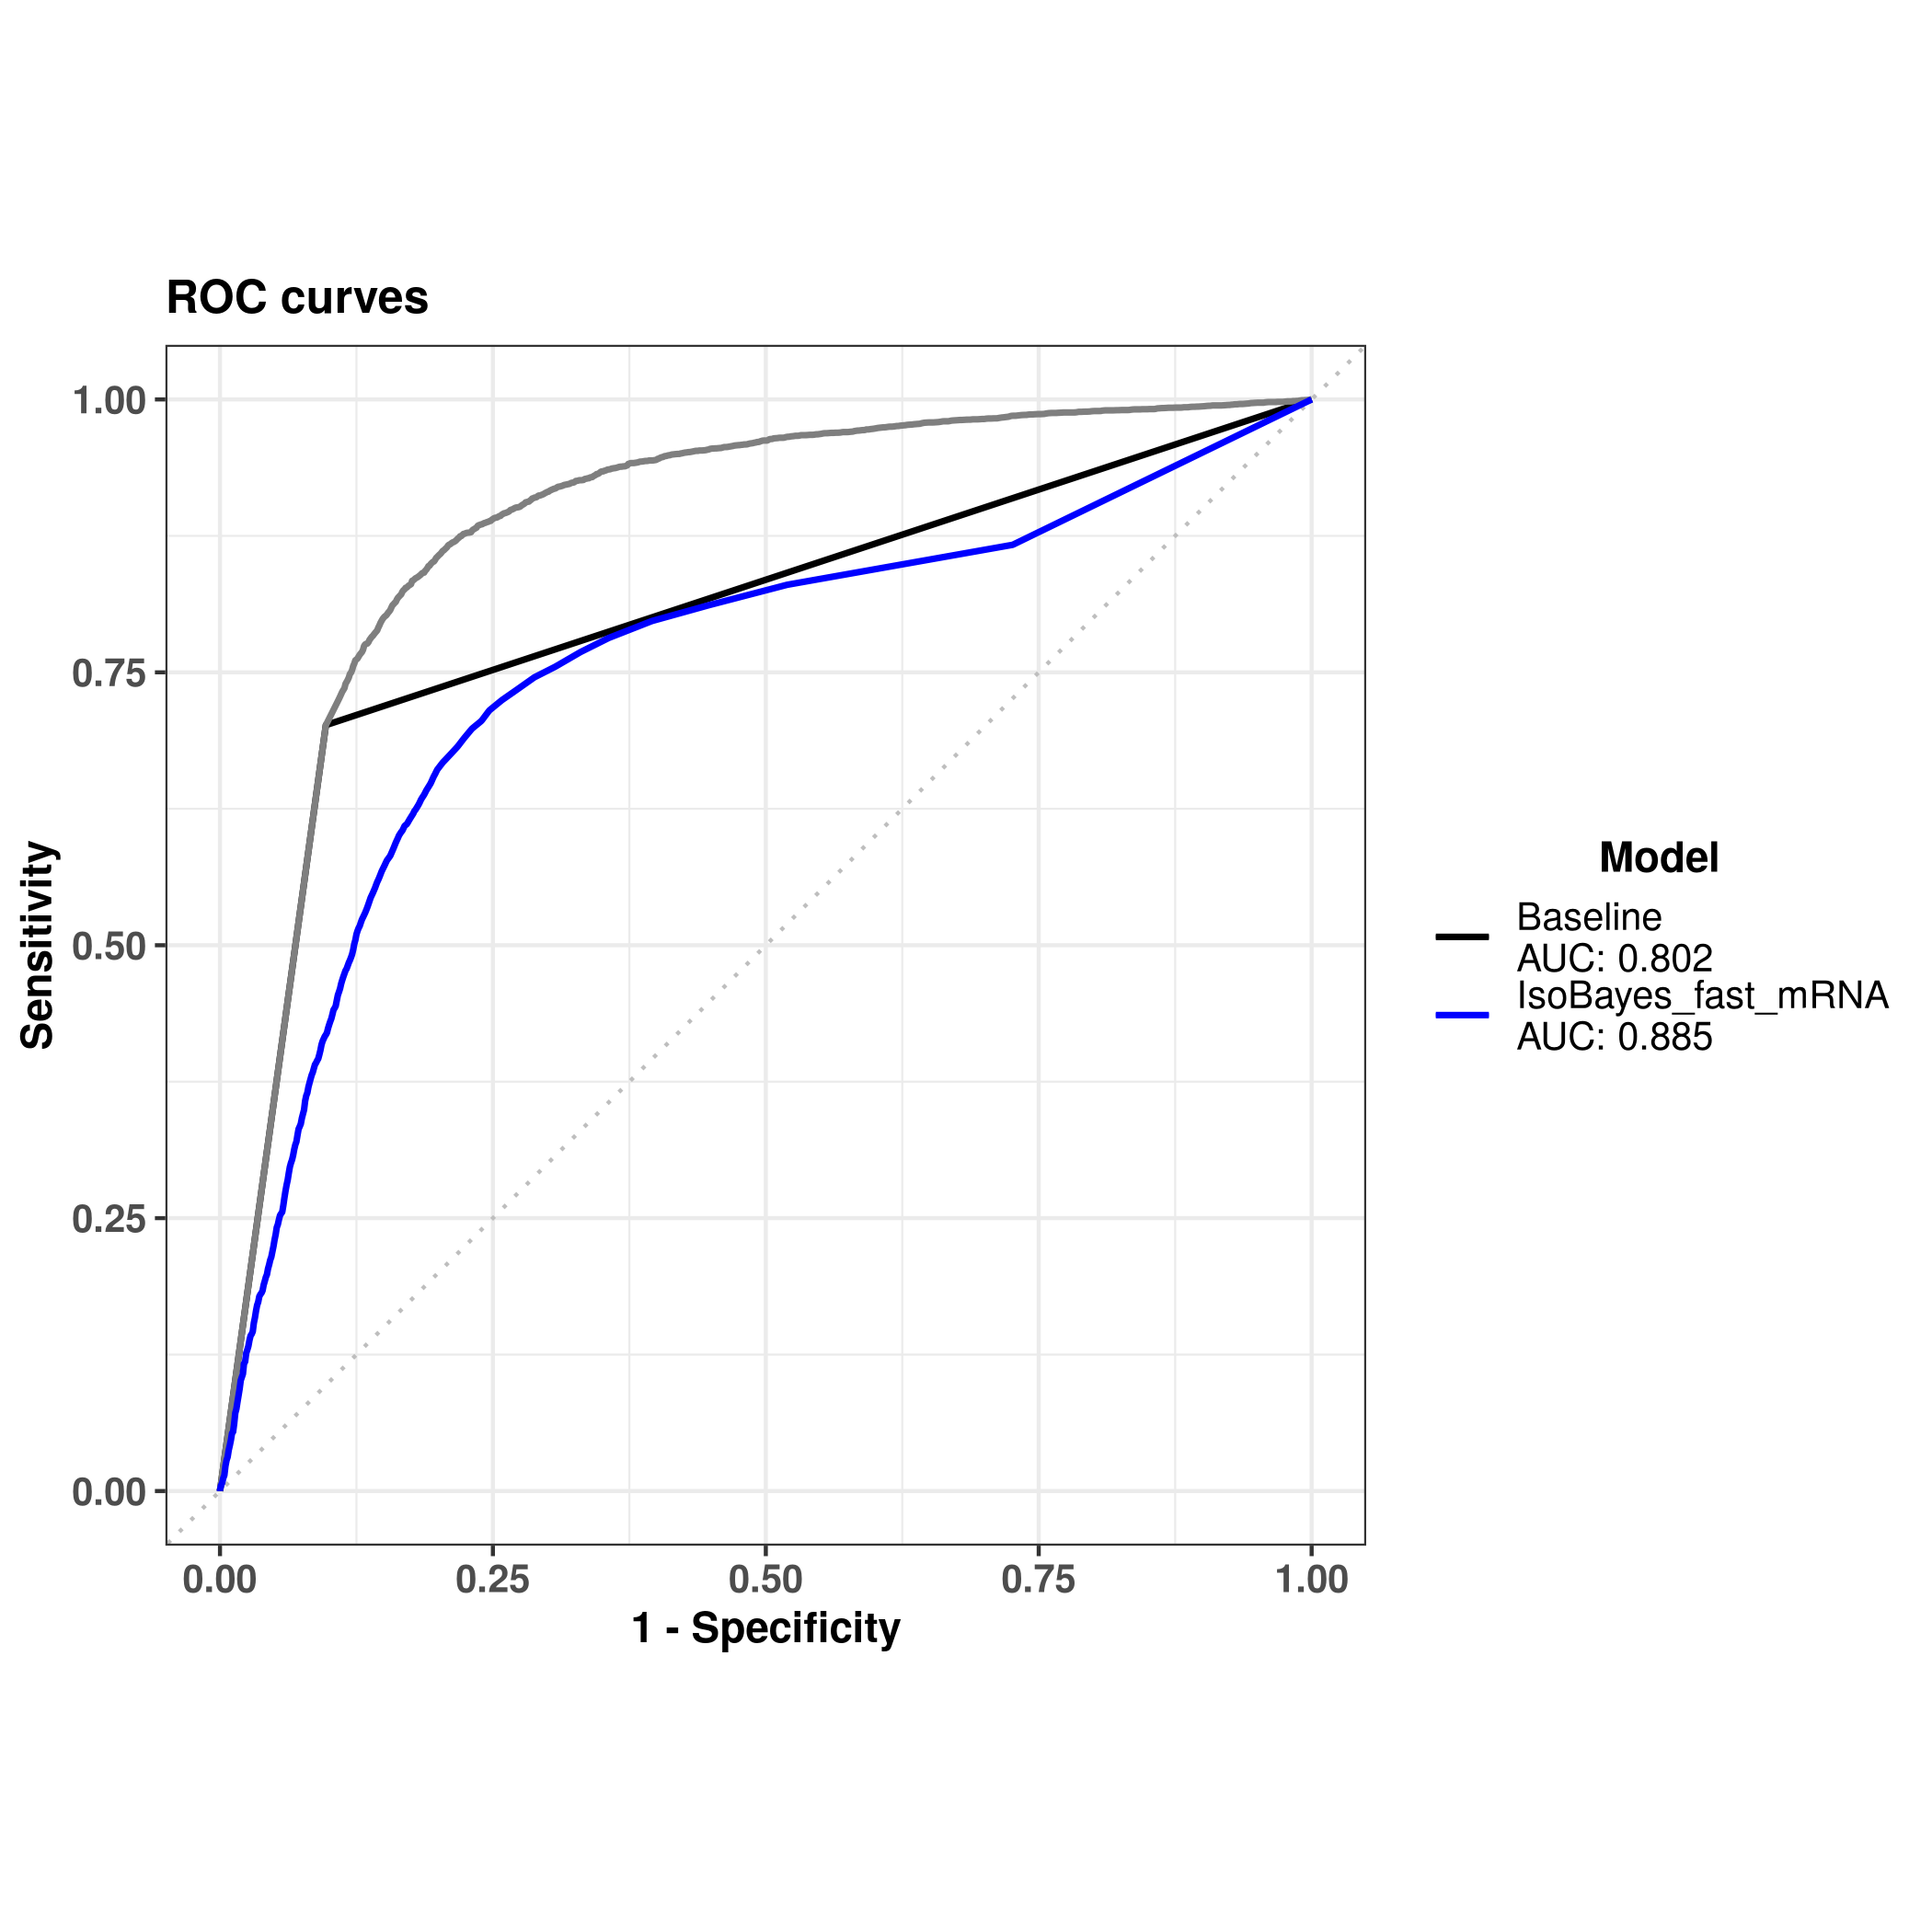 ROC curves
1.00
0.75
0.50
0.25
0.00
Sensitivity
0.00 0.25 0.50 0.75 1.00
1 - Specificity
Model
Baseline
AUC: 0.802
IsoBayes_fast_mRNA
AUC: 0.885